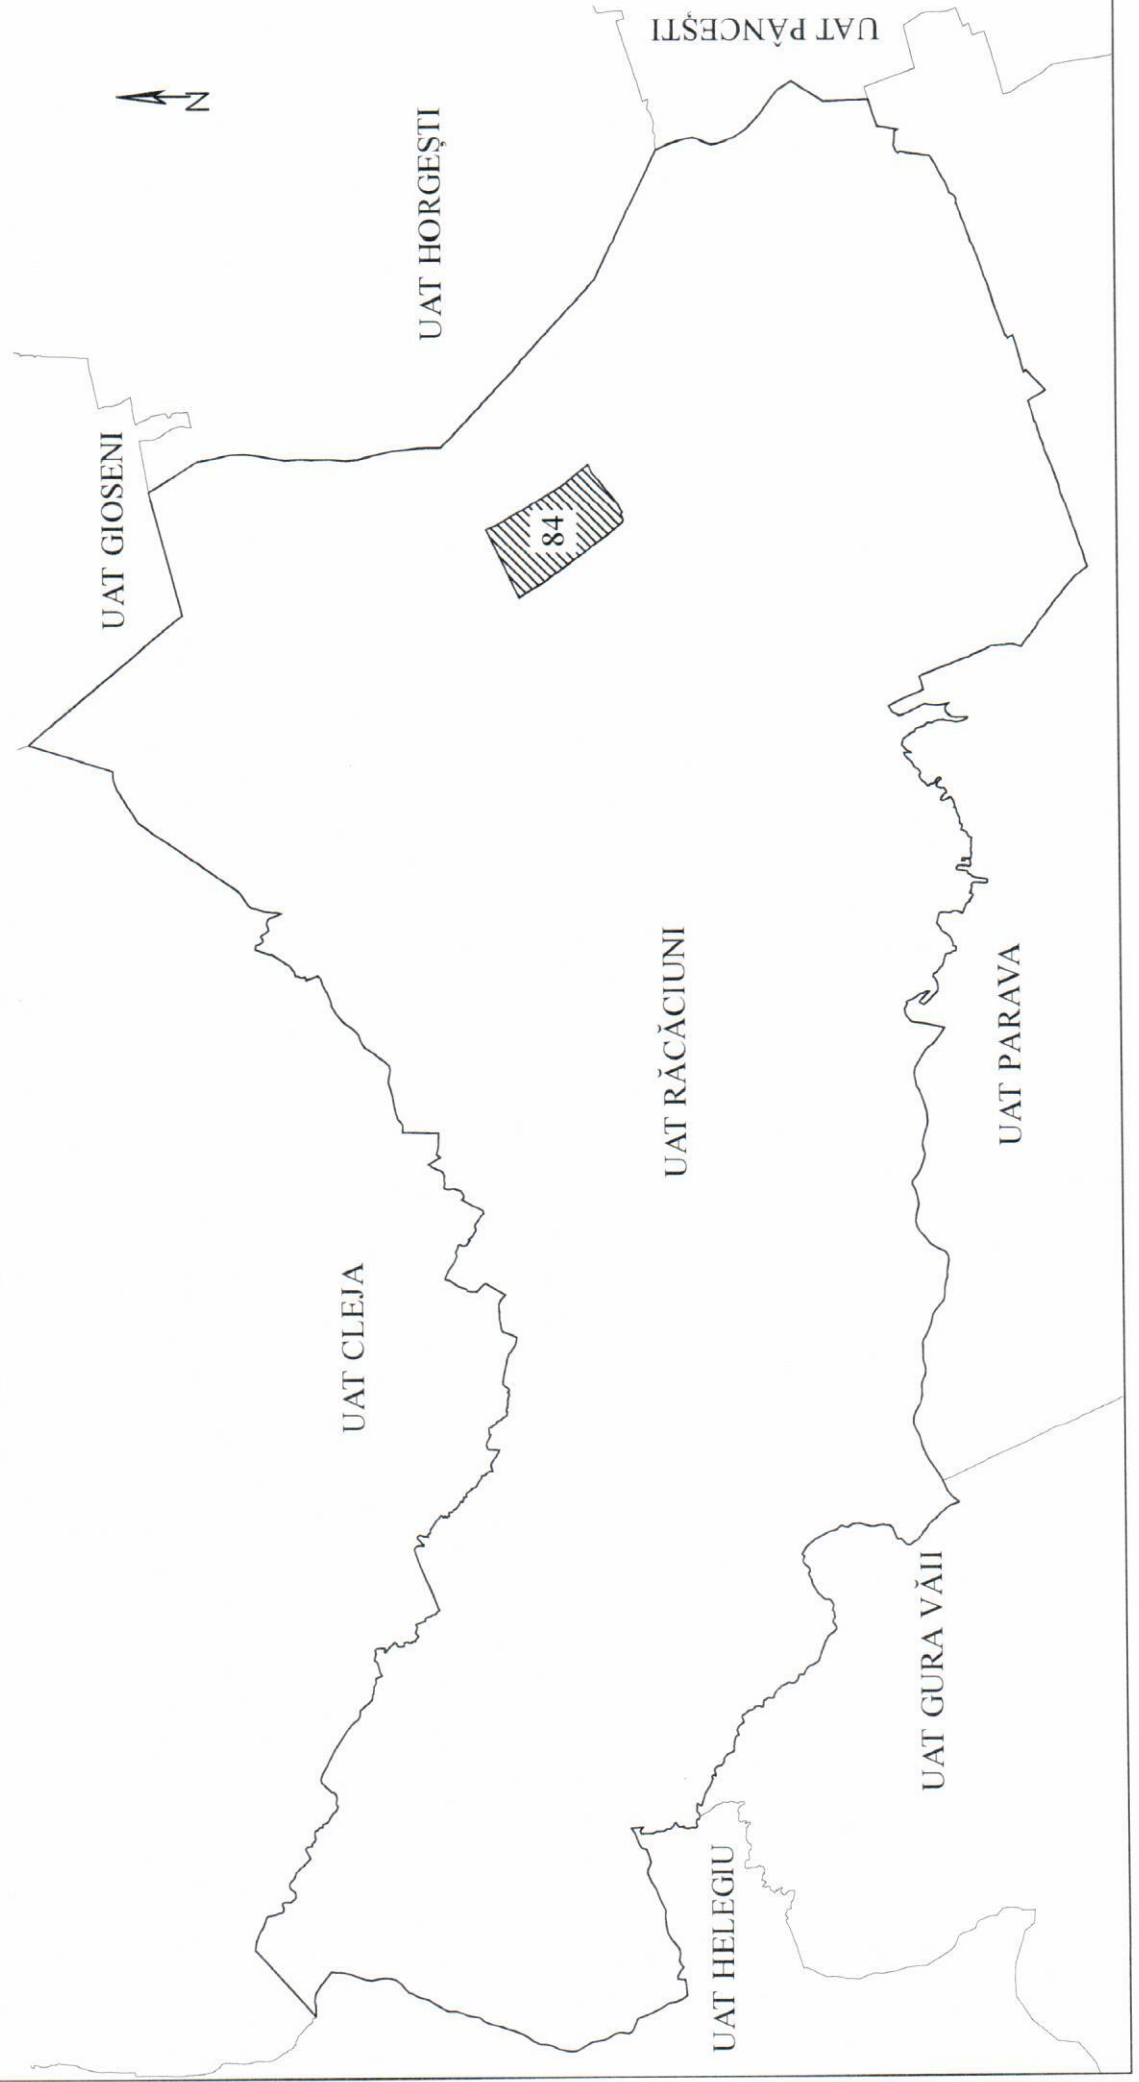 UAT GIOSENI
N
UAT HORGEȘTI
UAT PÂNCEȘTI
84
UAT CLEJA
UAT RĂCĂCIUNI
UAT PARAVA
UAT GURA VĂII
UAT HELEGIU